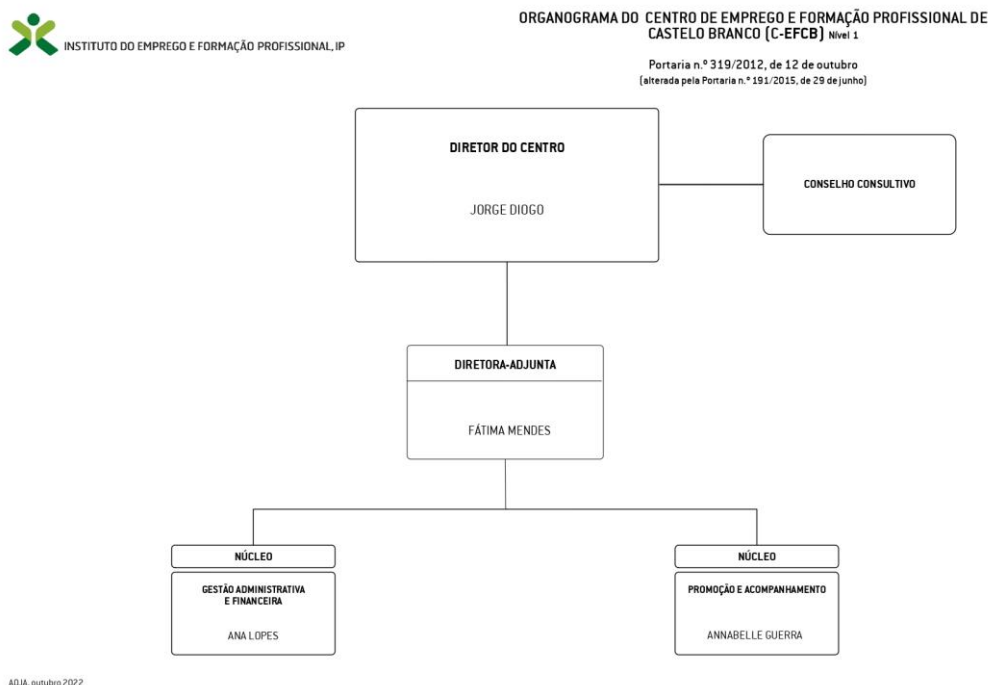 INSTITUTO DO EMPREGO E FORMAÇÃO PROFISSIONAL, IP
ORGANOGRAMA DO CENTRO DE EMPREGO E FORMAÇÃO PROFISSIONAL DE
CASTELO BRANCO (C-EFCB) Nível 1
Portaria n.º 319/2012, de 12 de outubro
(alterada pela Portaria n.º 191/2015, de 29 de junho)
DIRETOR DO CENTRO
JORGE DIOGO
CONSELHO CONSULTIVO
DIRETORA-ADJUNTA
FÁTIMA MENDES
NÚCLEO
GESTÃO ADMINISTRATIVA
E FINANCEIRA
ANA LOPES
NÚCLEO
PROMOÇÃO E ACOMPANHAMENTO
ANNABELLE GUERRA
ADJA, outubro 2022